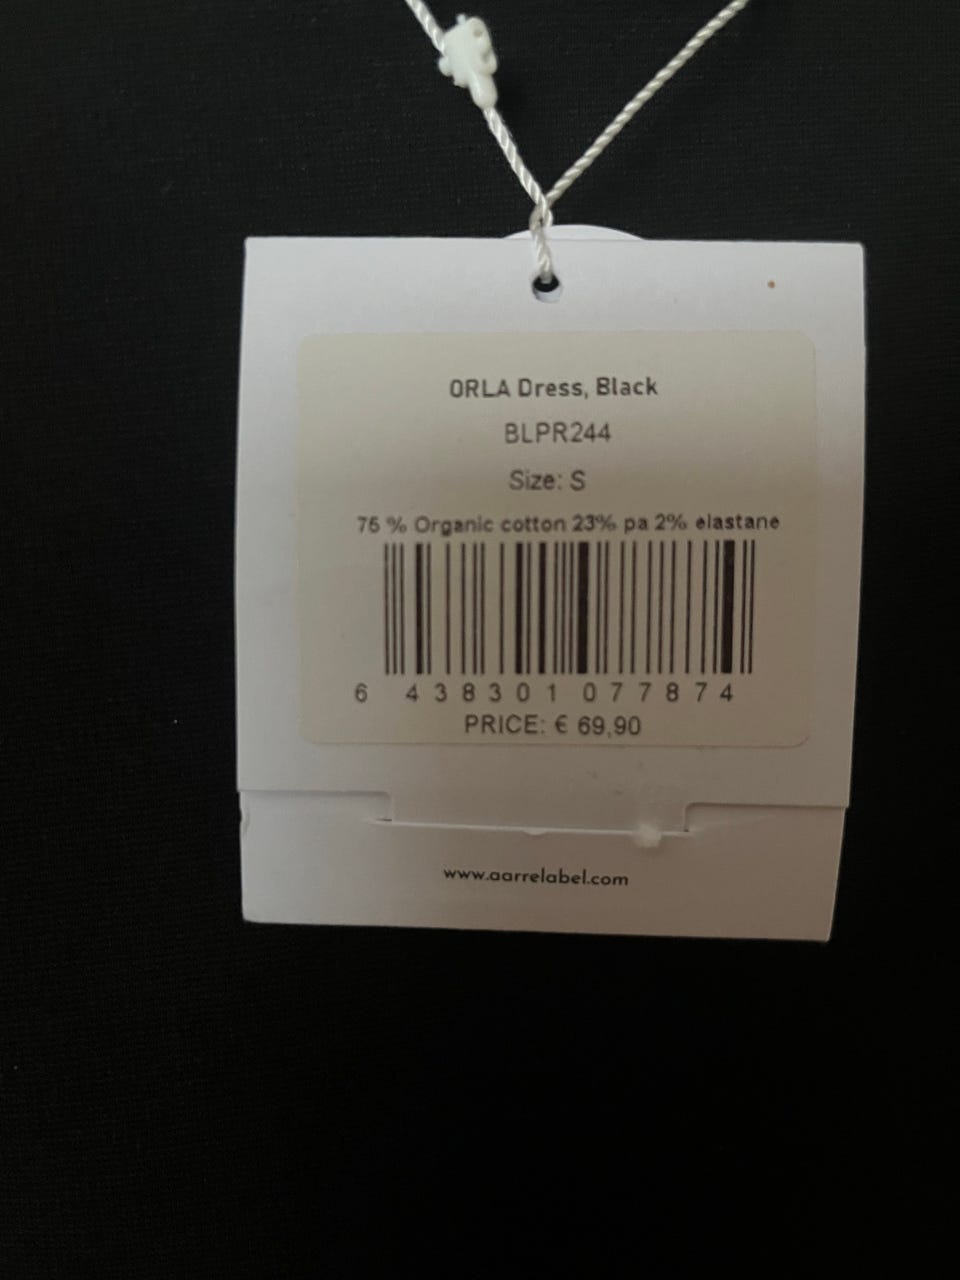 ORLA Dress, Black
BLPR244
Size: S
75 % Organic cotton 23% pa 2% elastane
6 438301 077874
PRICE: € 69,90
www.aarrelabel.com